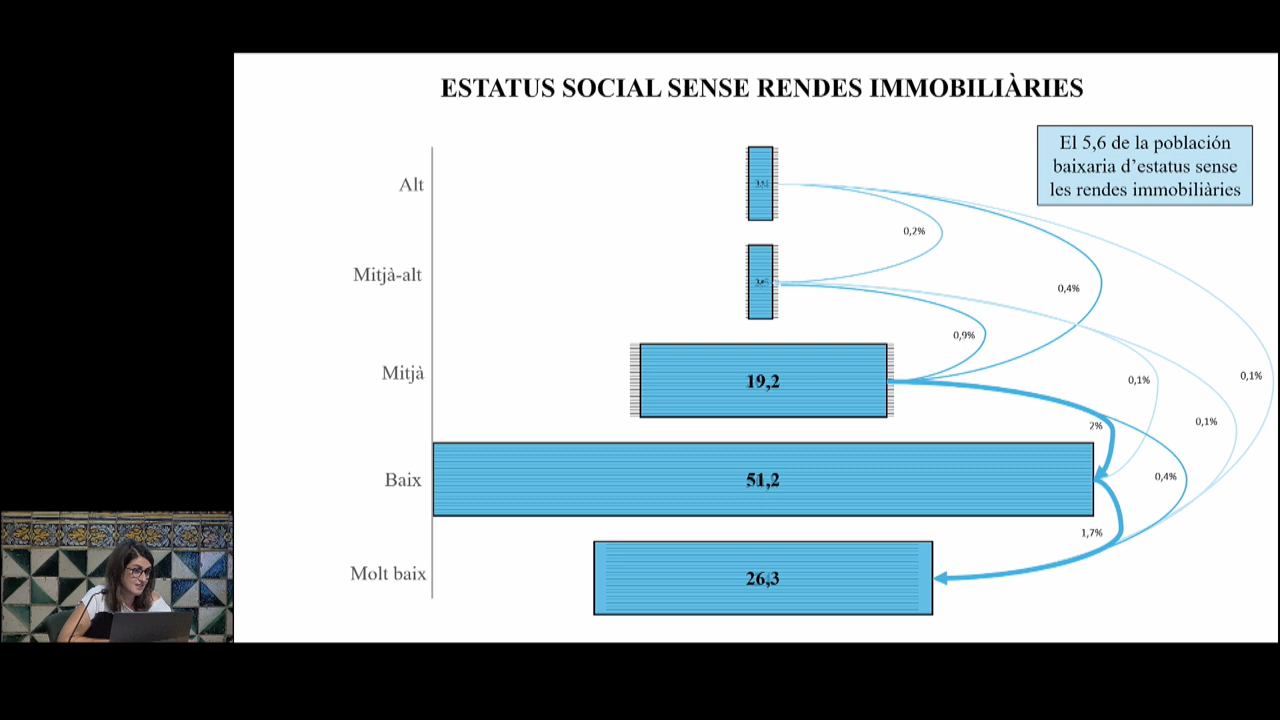 ESTATUS SOCIAL SENSE RENDES IMMOBILIÀRIES
El 5,6 de la población
baixaria d'estatus sense
les rendes immobiliàries
Alt
0,2%
Mitjà-alt
0,4%
0,9%
Mitjà
19,2
0,1%
0,1%
2%
0,1%
Baix
51,2
0,4%
1,7%
Molt baix
26,3